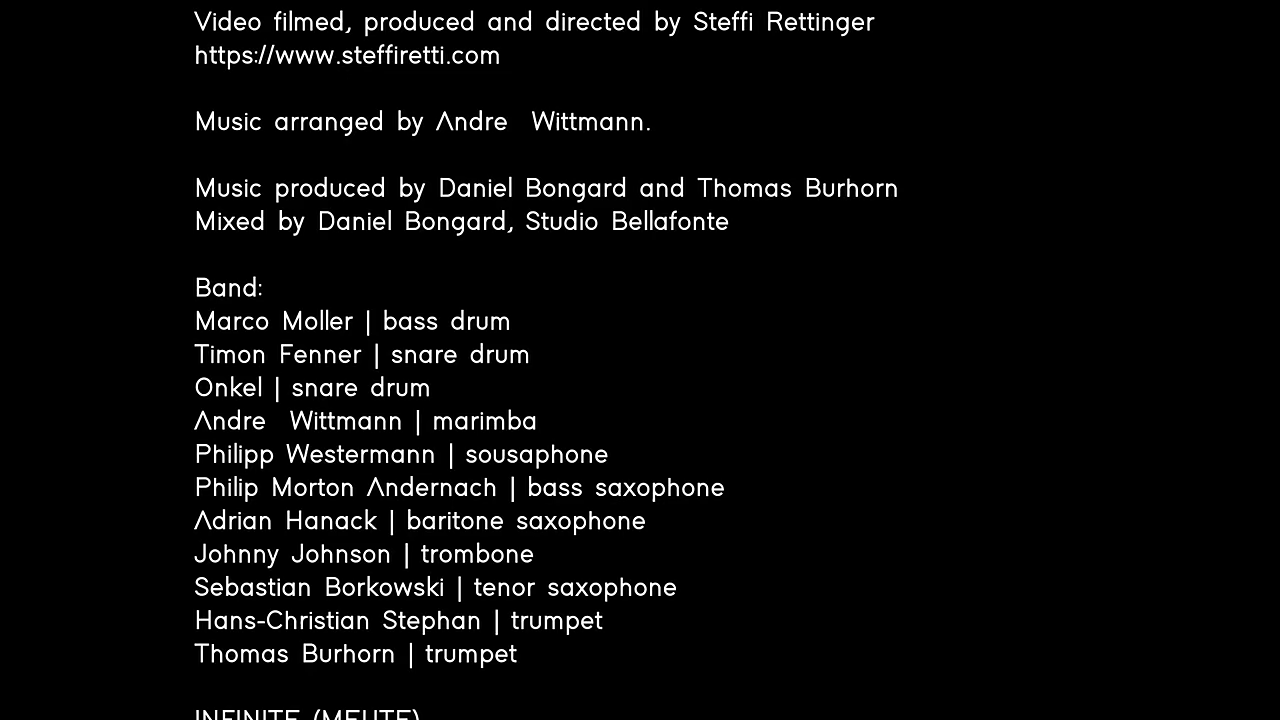 Video filmed, produced and directed by Steffi Rettinger
https://www.steffiretti.com
Music arranged by Andre Wittmann.
Music produced by Daniel Bongard and Thomas Burhorn
Mixed by Daniel Bongard, Studio Bellafonte
Band:
Marco Moller | bass drum
Timon Fenner | snare drum
Onkel | snare drum
Andre Wittmann | marimba
Philipp Westermann | sousaphone
Philip Morton Andernach | bass saxophone
Adrian Hanack | baritone saxophone
Johnny Johnson | trombone
Sebastian Borkowski | tenor saxophone
Hans-Christian Stephan | trumpet
Thomas Burhorn | trumpet
INFINITE (MEUTE)